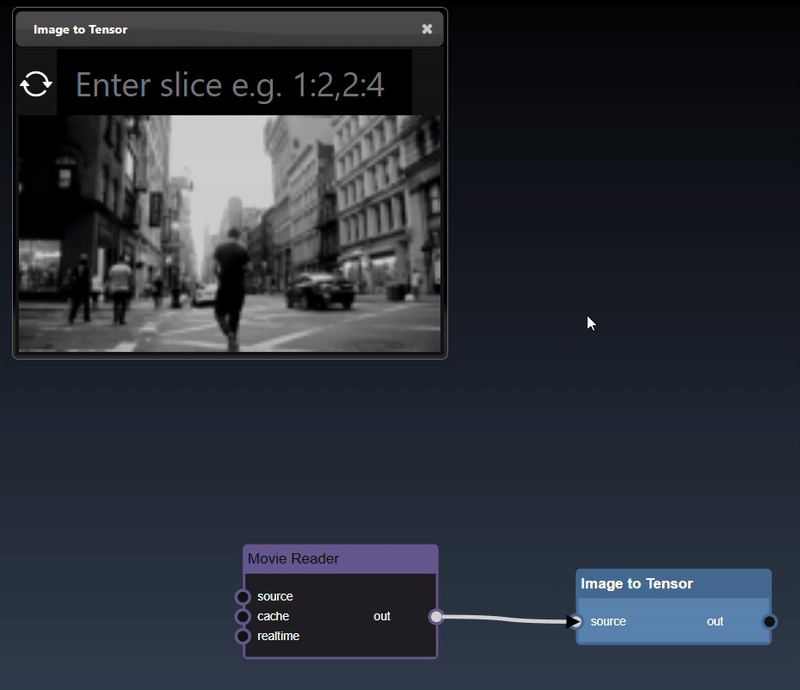 Image to Tensor
Enter slice e.g. 1:2,2:4
Movie Reader
source
cache out
realtime
Image to Tensor
source out